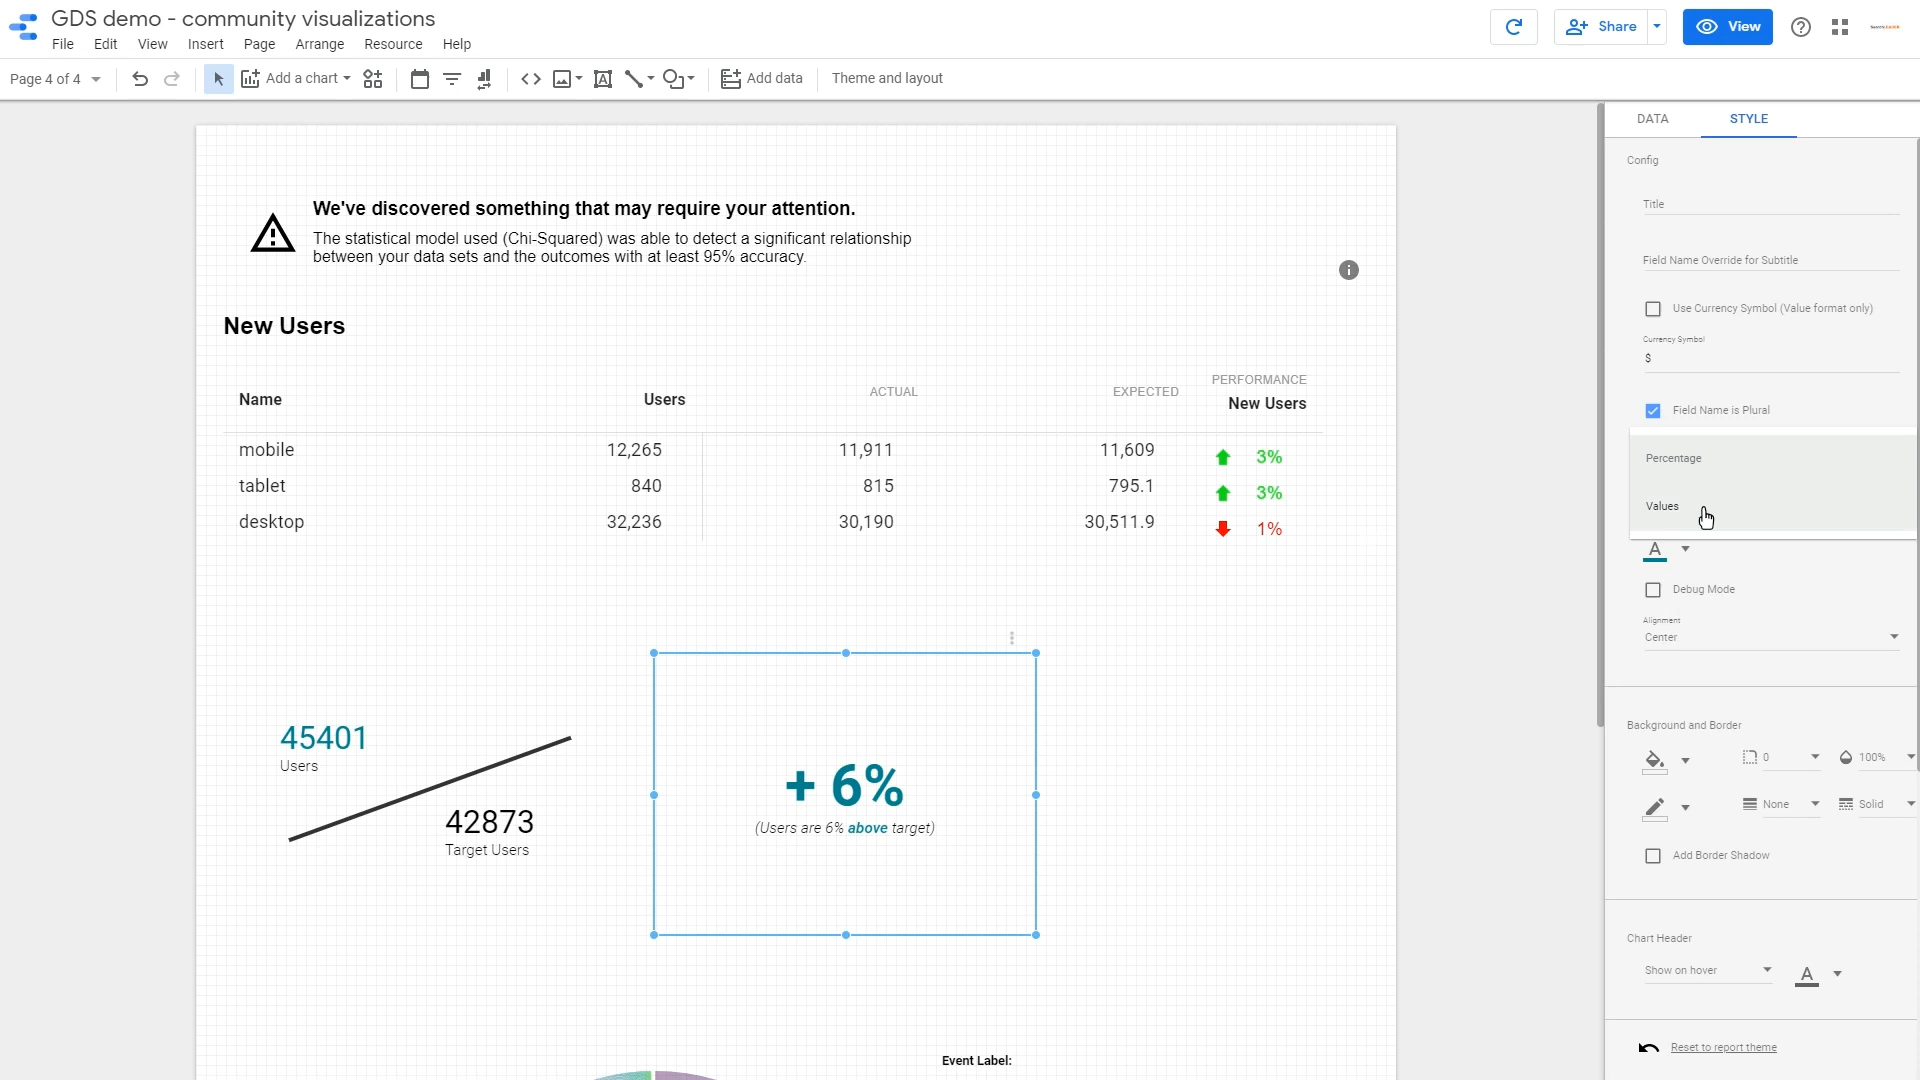 GDS demo - community visualizations
File Edit View Insert Page Arrange Resource Help
Share
View
Page 4 of 4
Add a chart
Add data
Theme and layout
DATA STYLE
Config
Title
Field Name Override for Subtitle
Use Currency Symbol (Value format only)
Currency Symbol
$
Field Name is Plural
Percentage
Values
A
Debug Mode
Alignment
Center
Background and Border
0
100%
None
Solid
Add Border Shadow
Chart Header
Show on hover
A
Reset to report theme
We've discovered something that may require your attention.
The statistical model used (Chi-Squared) was able to detect a significant relationship
between your data sets and the outcomes with at least 95% accuracy.
New Users
PERFORMANCE
Name Users ACTUAL EXPECTED New Users
mobile 12,265 11,911 11,609 3%
tablet 840 815 795.1 3%
desktop 32,236 30,190 30,511.9 1%
45401
Users
42873
Target Users
+ 6%
(Users are 6% above target)
Event Label: